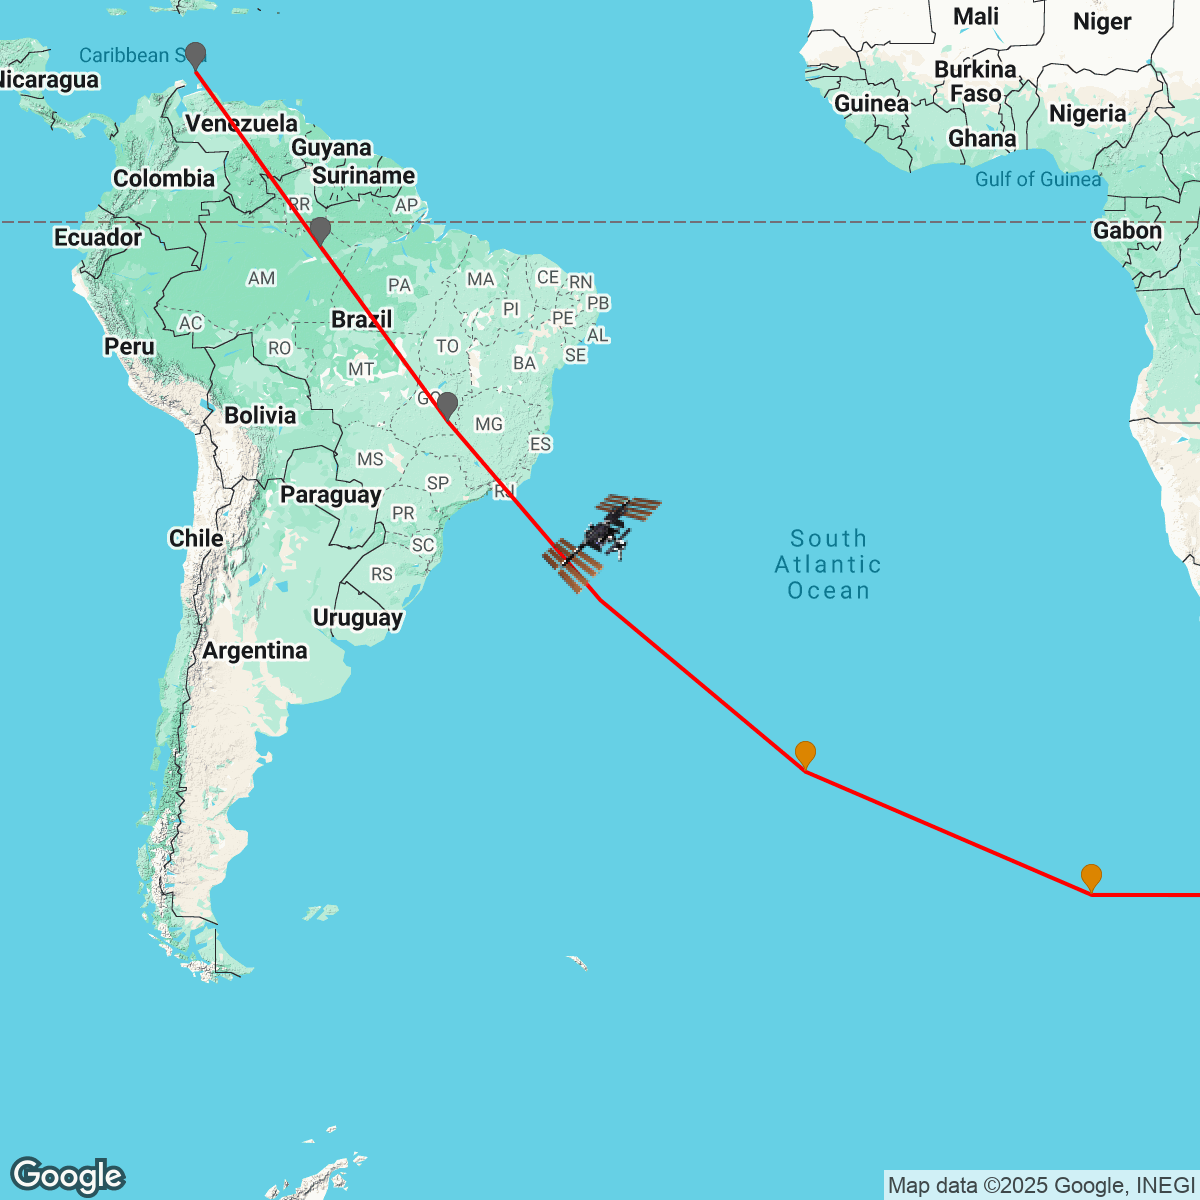 Mali
Niger
Caribbean S
Nicaragua
Burkina
Faso
Guinea
Nigeria
Venezuela
Ghana
Guyana
Suriname
Colombia
Gulf of Guinea
RR
AP
Ecuador
Gabon
AM
PA
MA
CE
RN
PB
PI
PE
Brazil
AC
AL
Peru
RO
TO
SE
MT
BA
GO
Bolivia
MG
ES
MS
SP
RJ
Paraguay
PR
Chile
SC
South
Atlantic
Ocean
RS
Uruguay
Argentina
Google
Map data ©2025 Google, INEGI